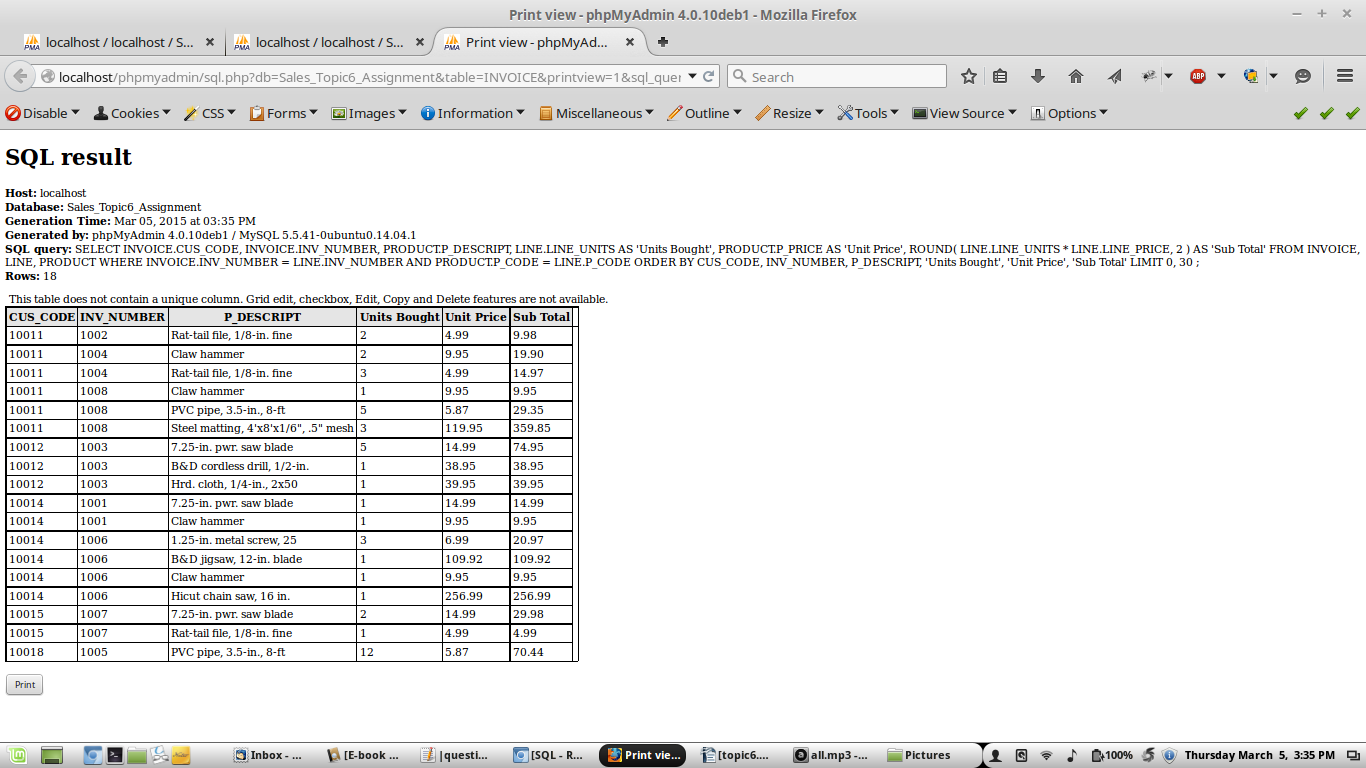 Print view - phpMyAdmin 4.0.10deb1 - Mozilla Firefox
localhost / localhost / S... localhost / localhost / S... Print view - phpMyAd...
localhost/phpmyadmin/sql.php?db=Sales_Topic6_Assignment&table=INVOICE&printview=1&sql_quer Search
Disable Cookies CSS Forms Images Information Miscellaneous Outline Resize Tools View Source Options
SQL result
Host: localhost
Database: Sales_Topic6_Assignment
Generation Time: Mar 05, 2015 at 03:35 PM
Generated by: phpMyAdmin 4.0.10deb1 / MySQL 5.5.41-0ubuntu0.14.04.1
SQL query: SELECT INVOICE.CUS_CODE, INVOICE.INV_NUMBER, PRODUCT.P_DESCRIPT, LINE.LINE_UNITS AS 'Units Bought', PRODUCT.P_PRICE AS 'Unit Price', ROUND( LINE.LINE_UNITS * LINE.LINE_PRICE, 2 ) AS 'Sub Total' FROM INVOICE,
LINE, PRODUCT WHERE INVOICE.INV_NUMBER = LINE.INV_NUMBER AND PRODUCT.P_CODE = LINE.P_CODE ORDER BY CUS_CODE, INV_NUMBER, P_DESCRIPT, 'Units Bought', 'Unit Price', 'Sub Total' LIMIT 0, 30 ;
Rows: 18
This table does not contain a unique column. Grid edit, checkbox, Edit, Copy and Delete features are not available.
CUS_CODE INV_NUMBER P_DESCRIPT Units Bought Unit Price Sub Total
10011 1002 Rat-tail file, 1/8-in. fine 2 4.99 9.98
10011 1004 Claw hammer 2 9.95 19.90
10011 1004 Rat-tail file, 1/8-in. fine 3 4.99 14.97
10011 1008 Claw hammer 1 9.95 9.95
10011 1008 PVC pipe, 3.5-in., 8-ft 5 5.87 29.35
10011 1008 Steel matting, 4'x8'x1/6", .5" mesh 3 119.95 359.85
10012 1003 7.25-in. pwr. saw blade 5 14.99 74.95
10012 1003 B&D cordless drill, 1/2-in. 1 38.95 38.95
10012 1003 Hrd. cloth, 1/4-in., 2x50 1 39.95 39.95
10014 1001 7.25-in. pwr. saw blade 1 14.99 14.99
10014 1001 Claw hammer 1 9.95 9.95
10014 1006 1.25-in. metal screw, 25 3 6.99 20.97
10014 1006 B&D jigsaw, 12-in. blade 1 109.92 109.92
10014 1006 Claw hammer 1 9.95 9.95
10014 1006 Hicut chain saw, 16 in. 1 256.99 256.99
10015 1007 7.25-in. pwr. saw blade 2 14.99 29.98
10015 1007 Rat-tail file, 1/8-in. fine 1 4.99 4.99
10018 1005 PVC pipe, 3.5-in., 8-ft 12 5.87 70.44
Print
Inbox - ... [E-book ... |questi... [SQL - R... Print vie... [topic6.... all.mp3 -... Pictures 100% Thursday March 5, 3:35 PM